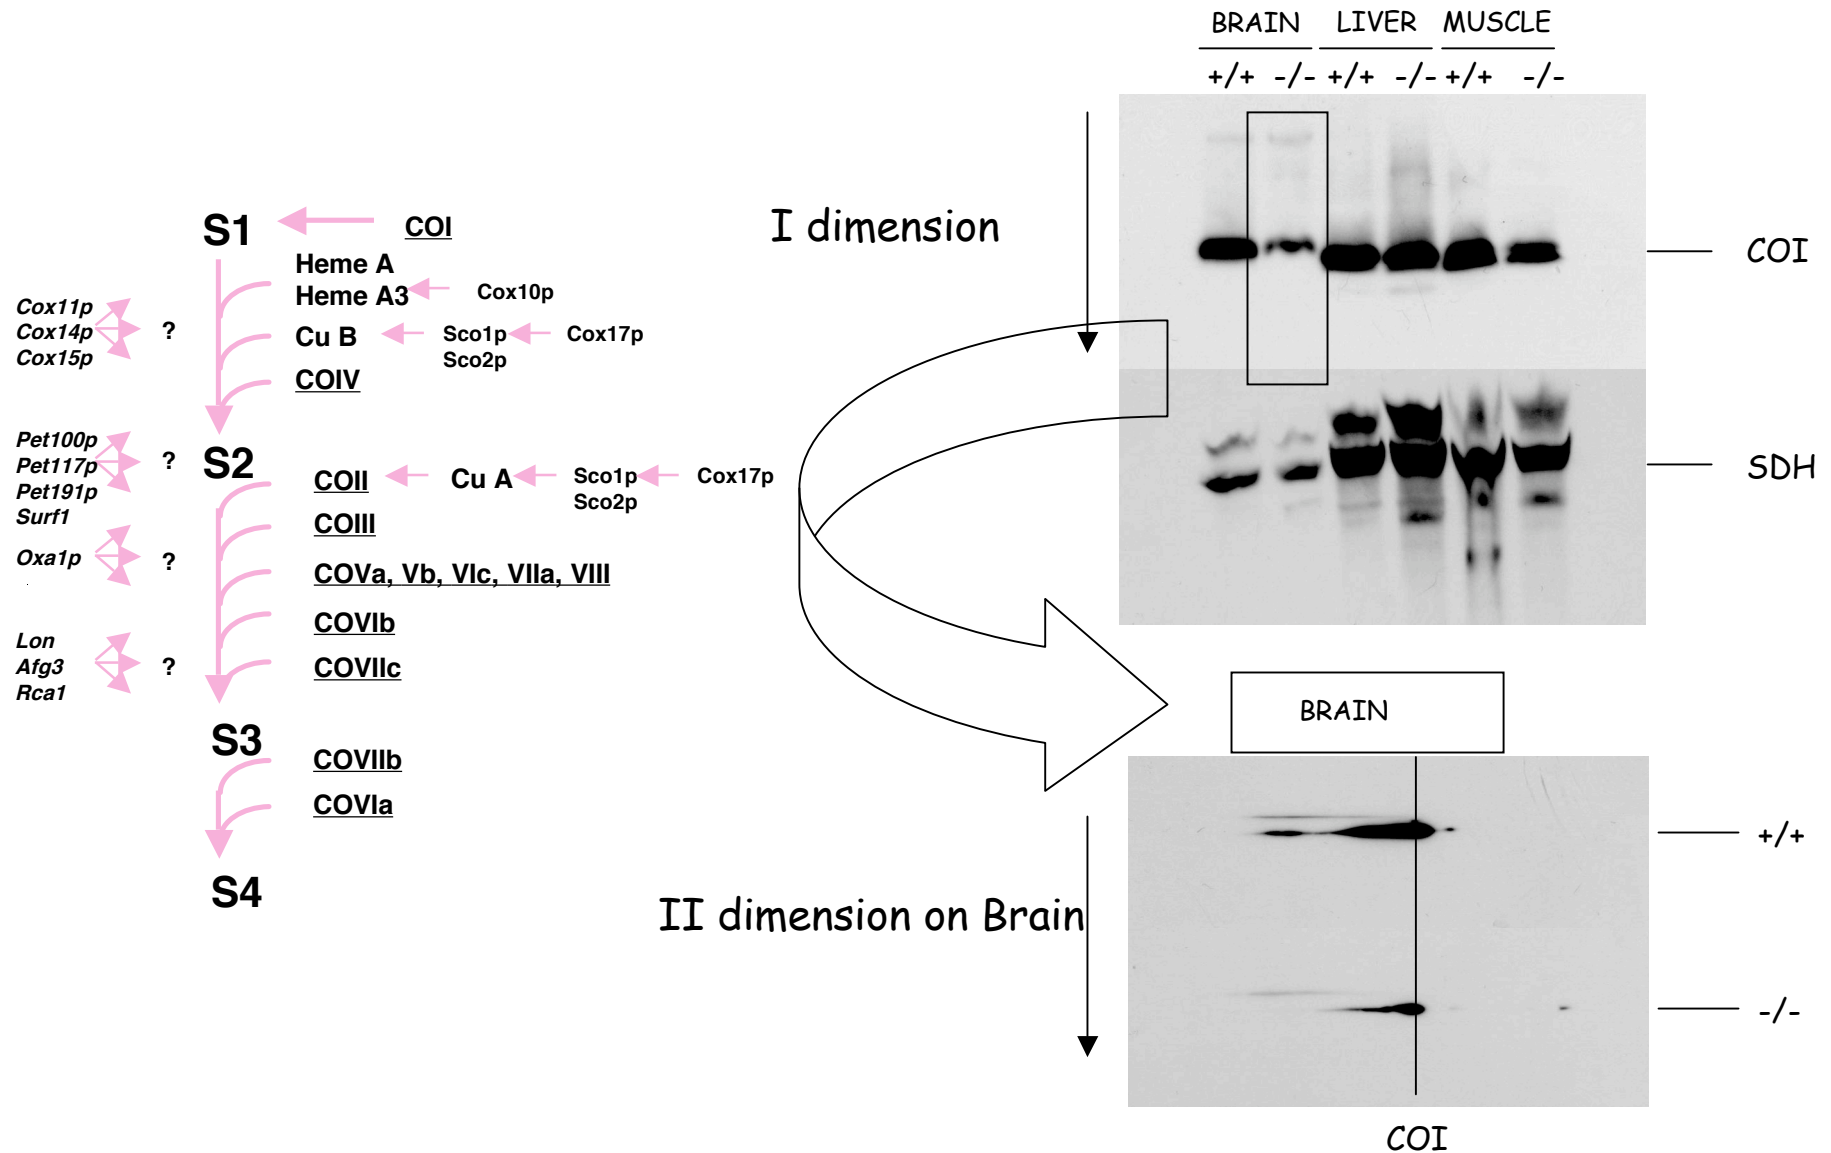 BRAIN LIVER MUSCLE
+/+ -/- +/+ -/- +/+ -/-
I dimension
COI
SDH
S1
COI
Heme A
Heme A3
Cox10p
Cox11p
Cox14p
Cox15p
?
Cu B
Sco1p
Sco2p
Cox17p
COIV
Pet100p
Pet117p
Pet191p
Surf1
?
S2
COII
Cu A
Sco1p
Sco2p
Cox17p
COIII
Oxa1p
?
COVa, Vb, VIc, VIIa, VIII
COVIb
Lon
Afg3
Rca1
?
COVIIc
S3
COVIIb
COVIa
S4
BRAIN
II dimension on Brain
+/+
-/-
COI